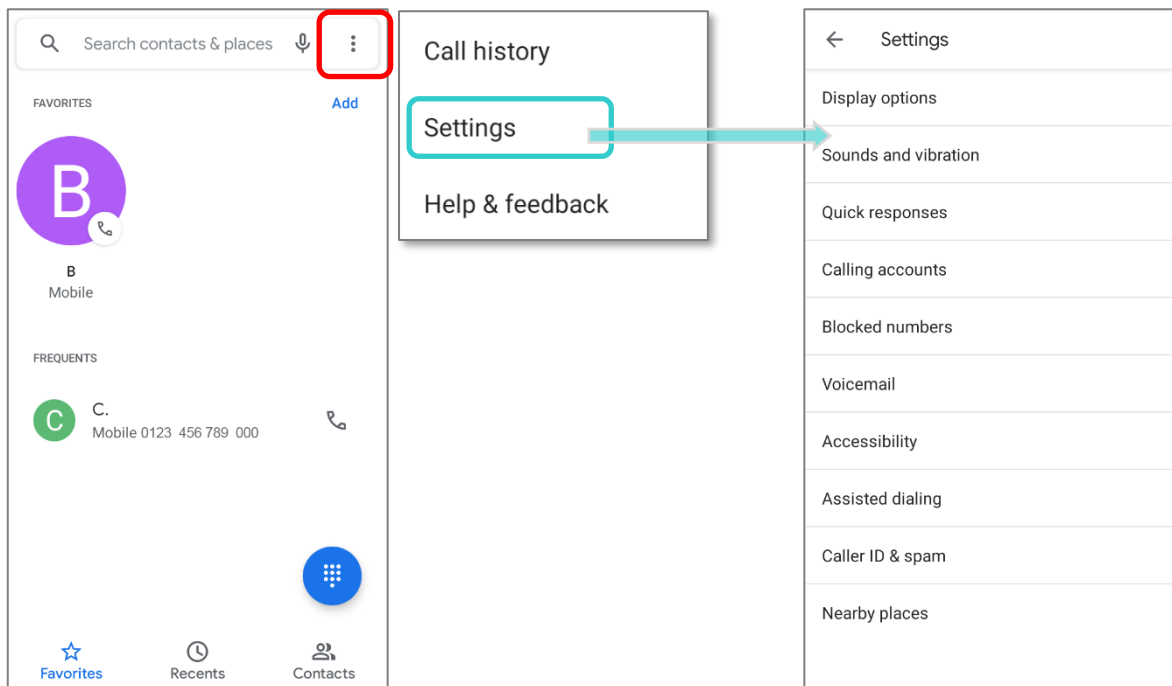 Search contacts & places
FAVORITES
Add
B
B
Mobile
FREQUENTS
C
C.
Mobile 0123 456 789 000
Favorites
Recents
Contacts
Call history
Settings
Help & feedback
Settings
Display options
Sounds and vibration
Quick responses
Calling accounts
Blocked numbers
Voicemail
Accessibility
Assisted dialing
Caller ID & spam
Nearby places